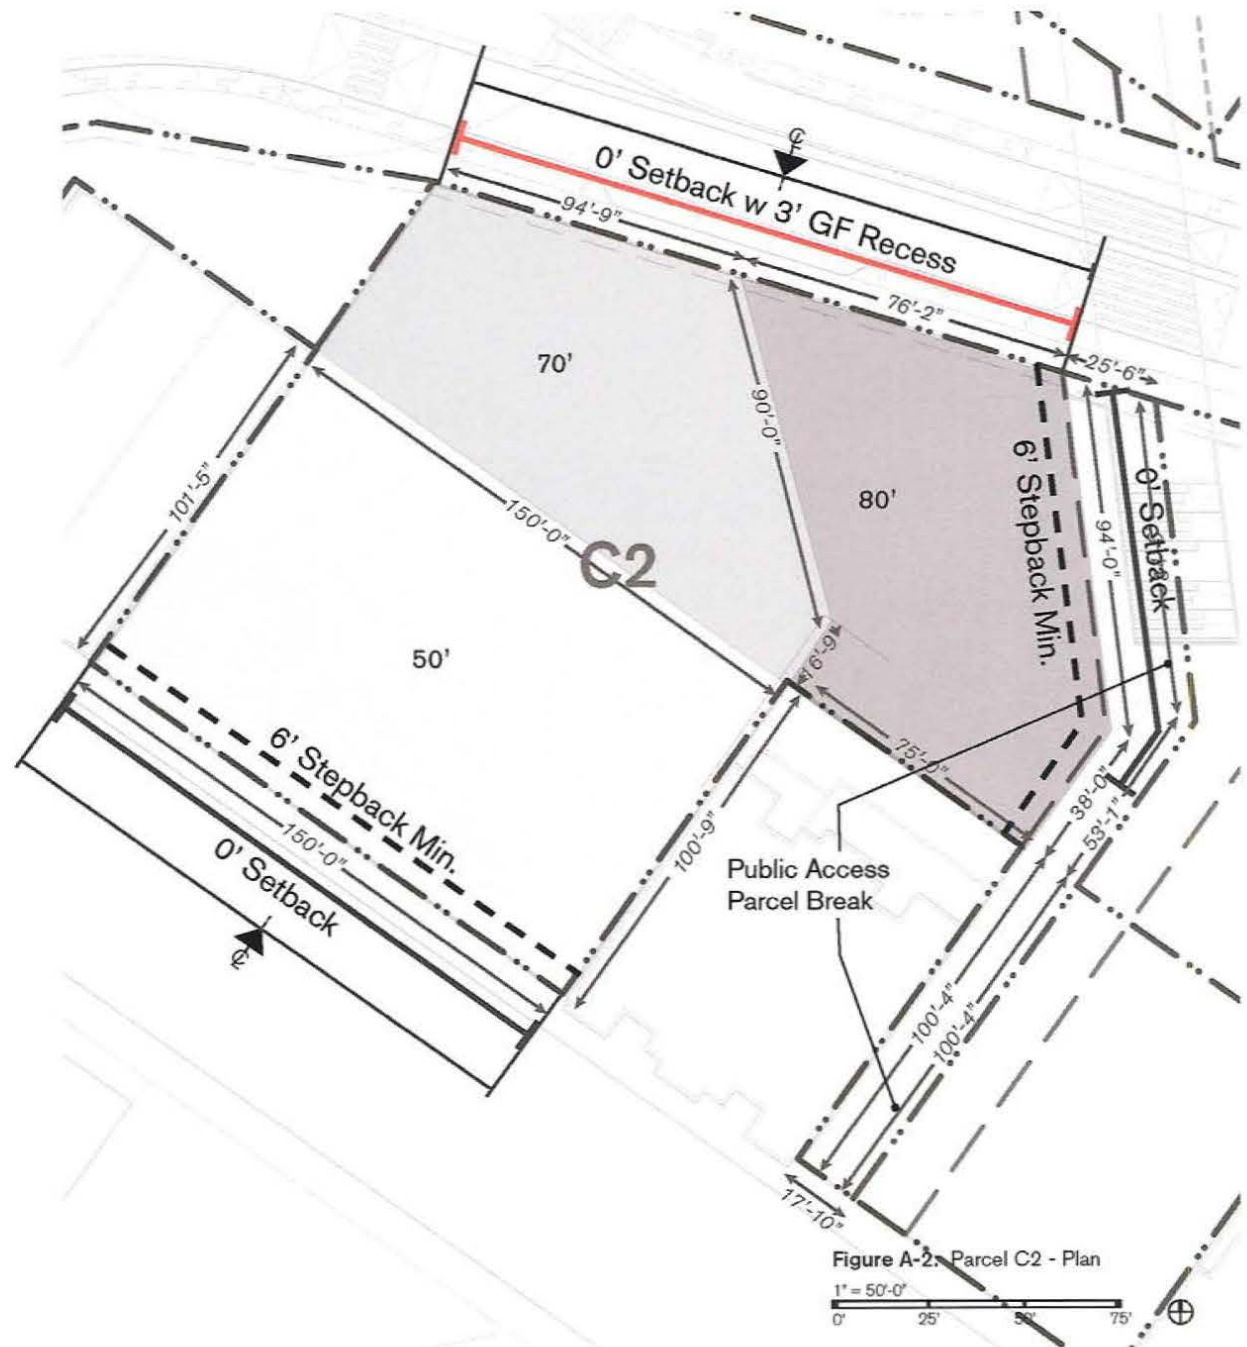 ℄
0' Setback w 3' GF Recess
94'-9"
76'-2"
25'-6"
70'
90'-0"
80'
6' Stepback Min.
94'-0"
0' Setback
101'-5"
150'-0"
C2
50'
16'-9"
75'-0"
6' Stepback Min.
150'-0"
0' Setback
℄
100'-9"
38'-0"
53'-1"
Public Access
Parcel Break
100'-4"
100'-4"
17'-10"
Figure A-2: Parcel C2 - Plan
1" = 50'-0"
0'
25'
50'
75'